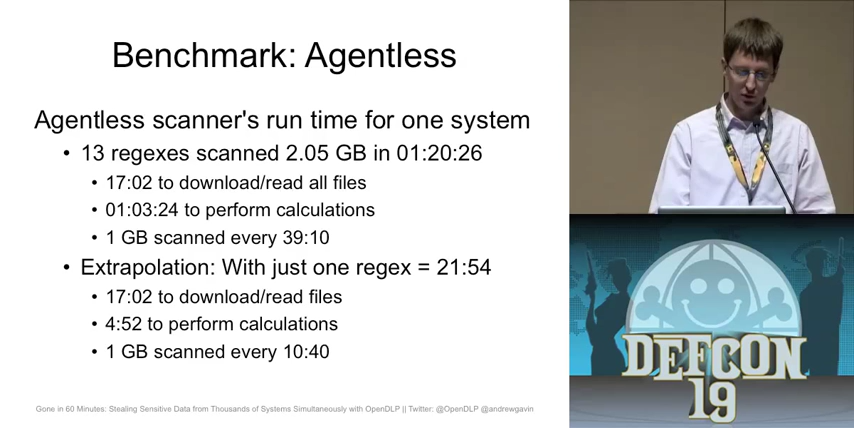 Benchmark: Agentless
Agentless scanner's run time for one system
• 13 regexes scanned 2.05 GB in 01:20:26
• 17:02 to download/read all files
• 01:03:24 to perform calculations
• 1 GB scanned every 39:10
• Extrapolation: With just one regex = 21:54
• 17:02 to download/read files
• 4:52 to perform calculations
• 1 GB scanned every 10:40
Gone in 60 Minutes: Stealing Sensitive Data from Thousands of Systems Simultaneously with OpenDLP || Twitter: @OpenDLP @andrewgavin
DEFCON
19